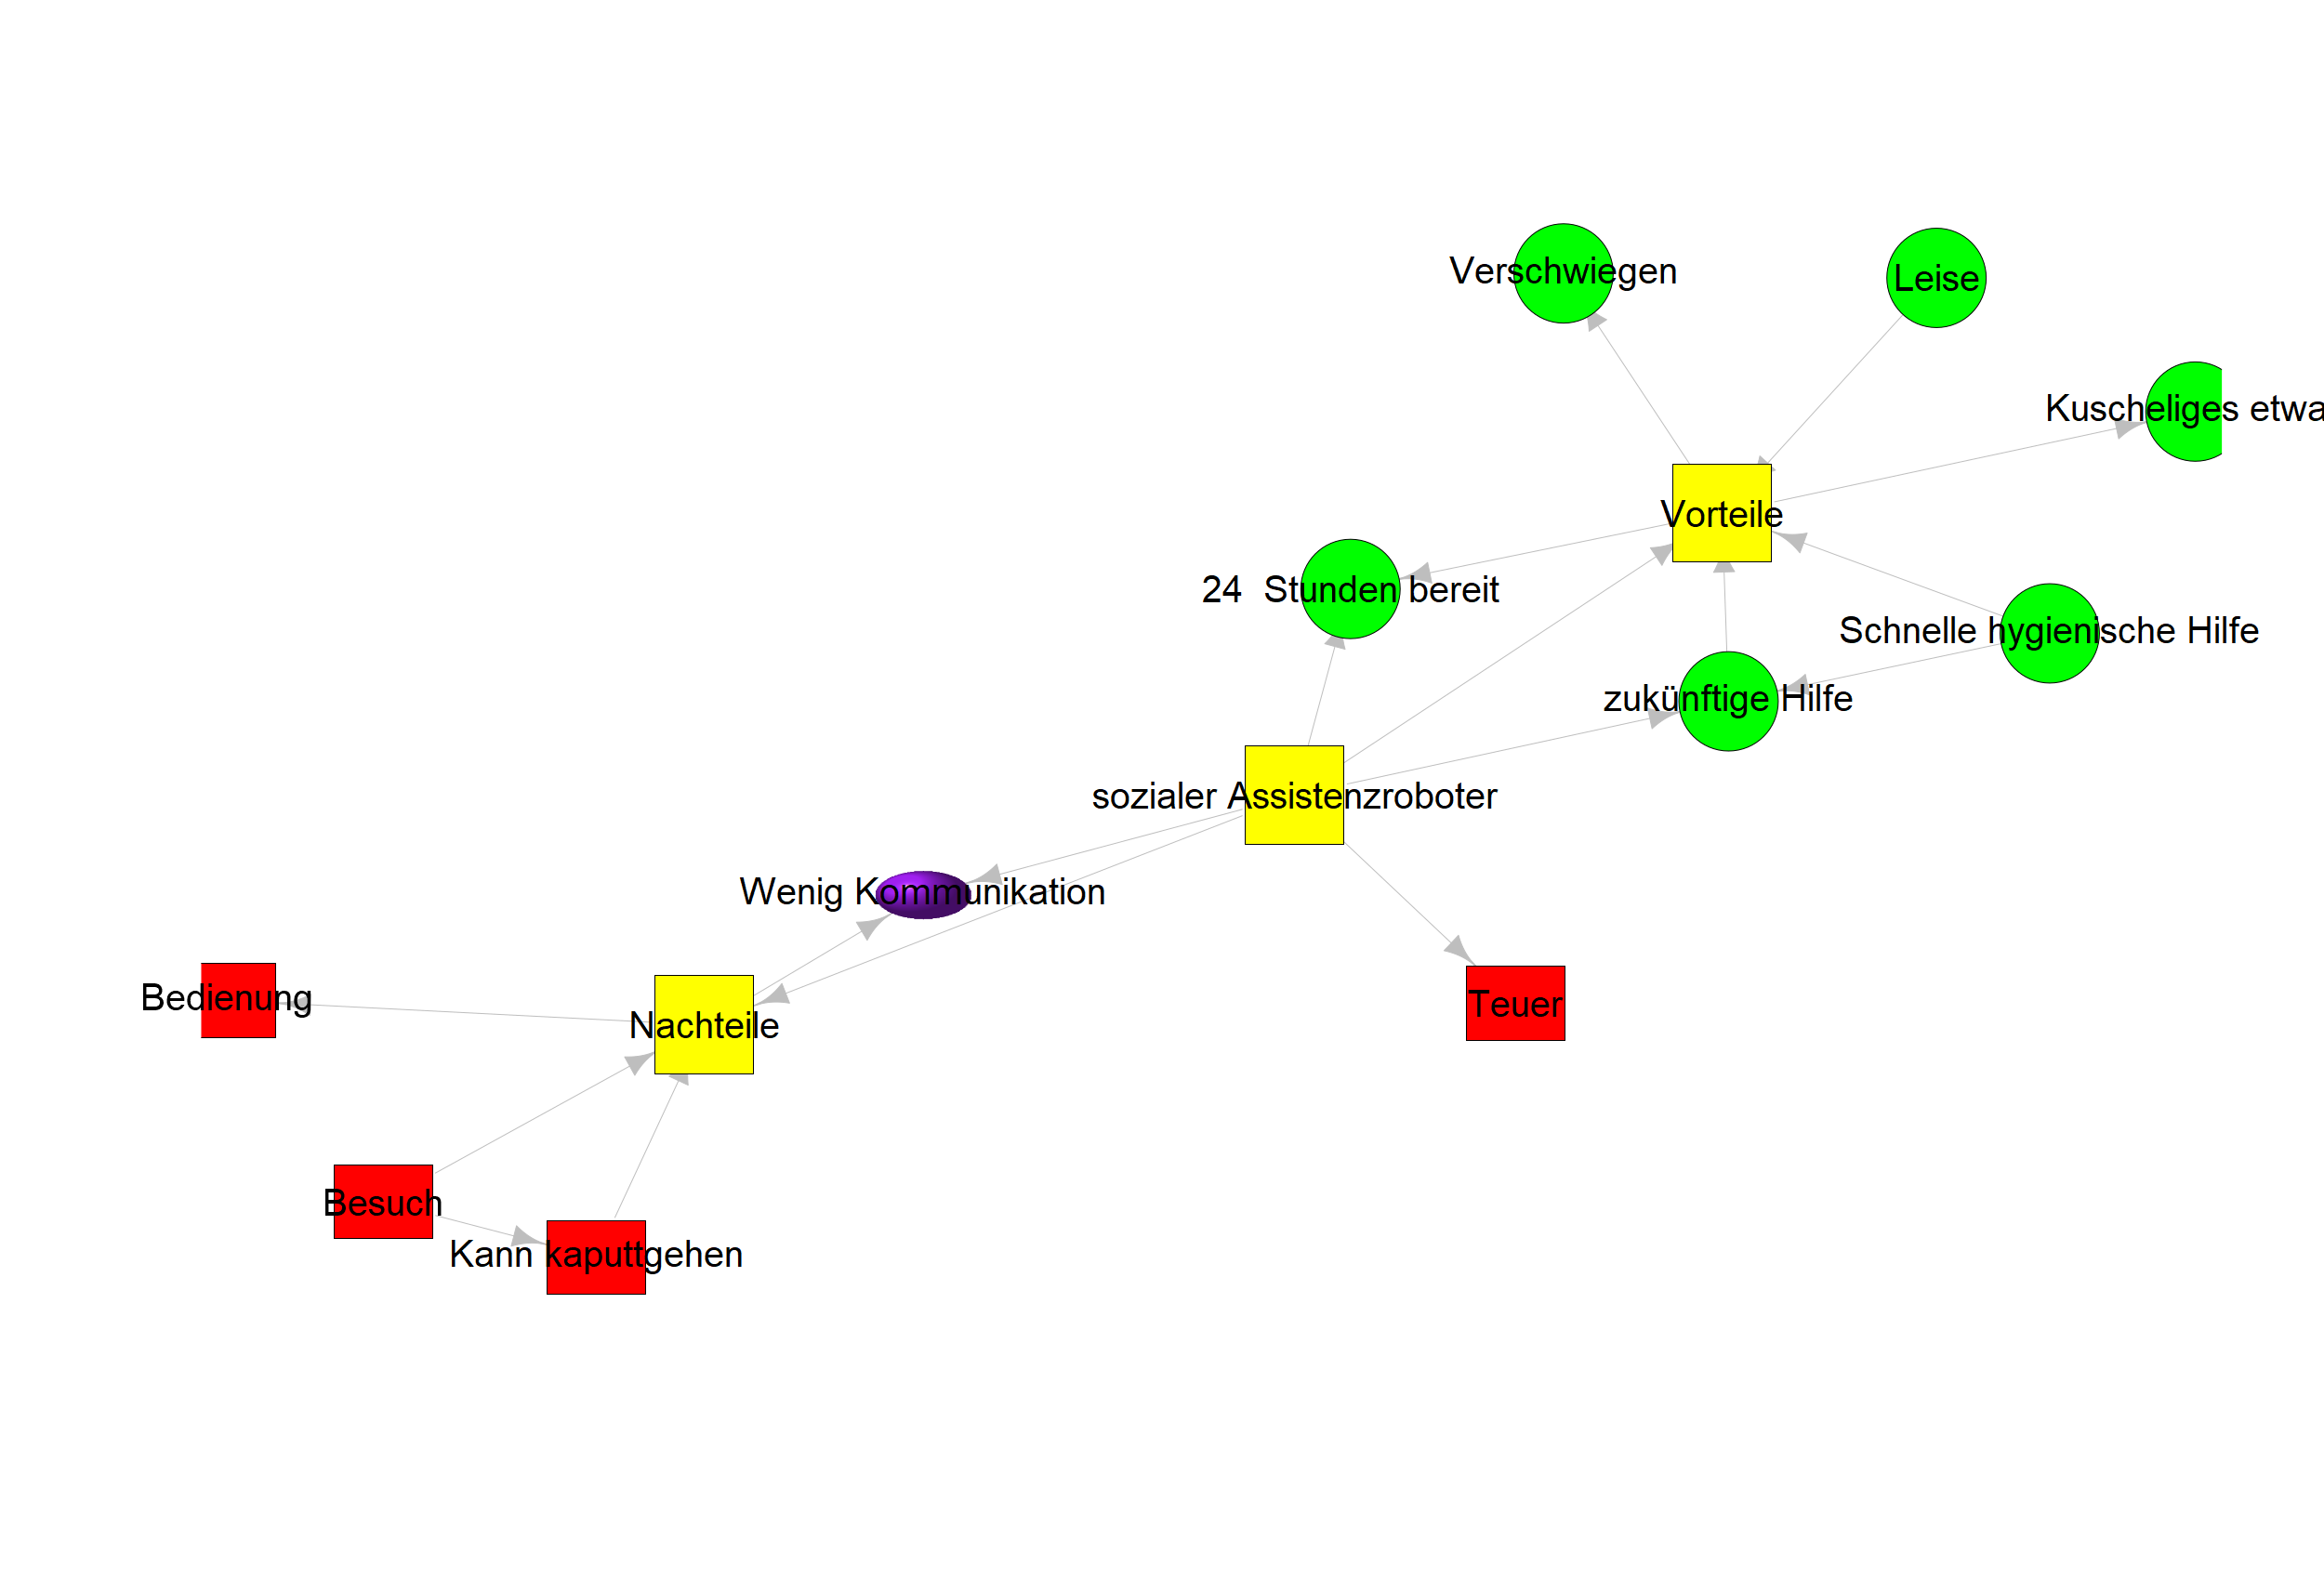 Verschwiegen
Leise
Kuscheliges etwa
Vorteile
24  Stunden bereit
Schnelle hygienische Hilfe
zukünftige Hilfe
sozialer Assistenzroboter
Wenig Kommunikation
Bedienung
Nachteile
Teuer
Besuch
Kann kaputtgehen